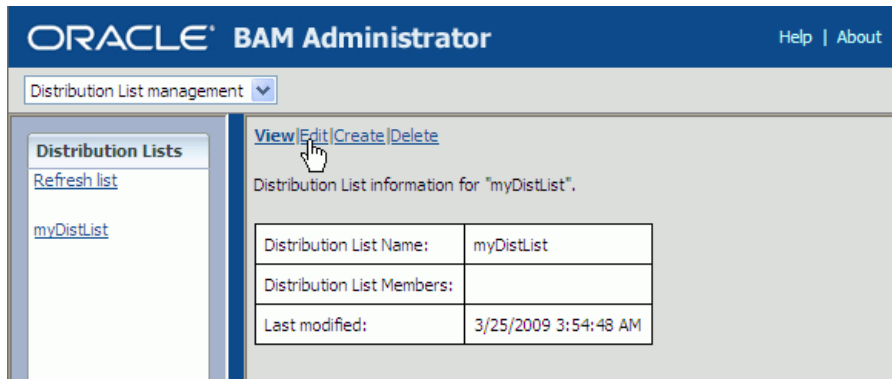 ORACLE BAM Administrator Help | About
Distribution List management
Distribution Lists
Refresh list
myDistList
View|Edit|Create|Delete
Distribution List information for "myDistList".
Distribution List Name: myDistList
Distribution List Members:
Last modified: 3/25/2009 3:54:48 AM